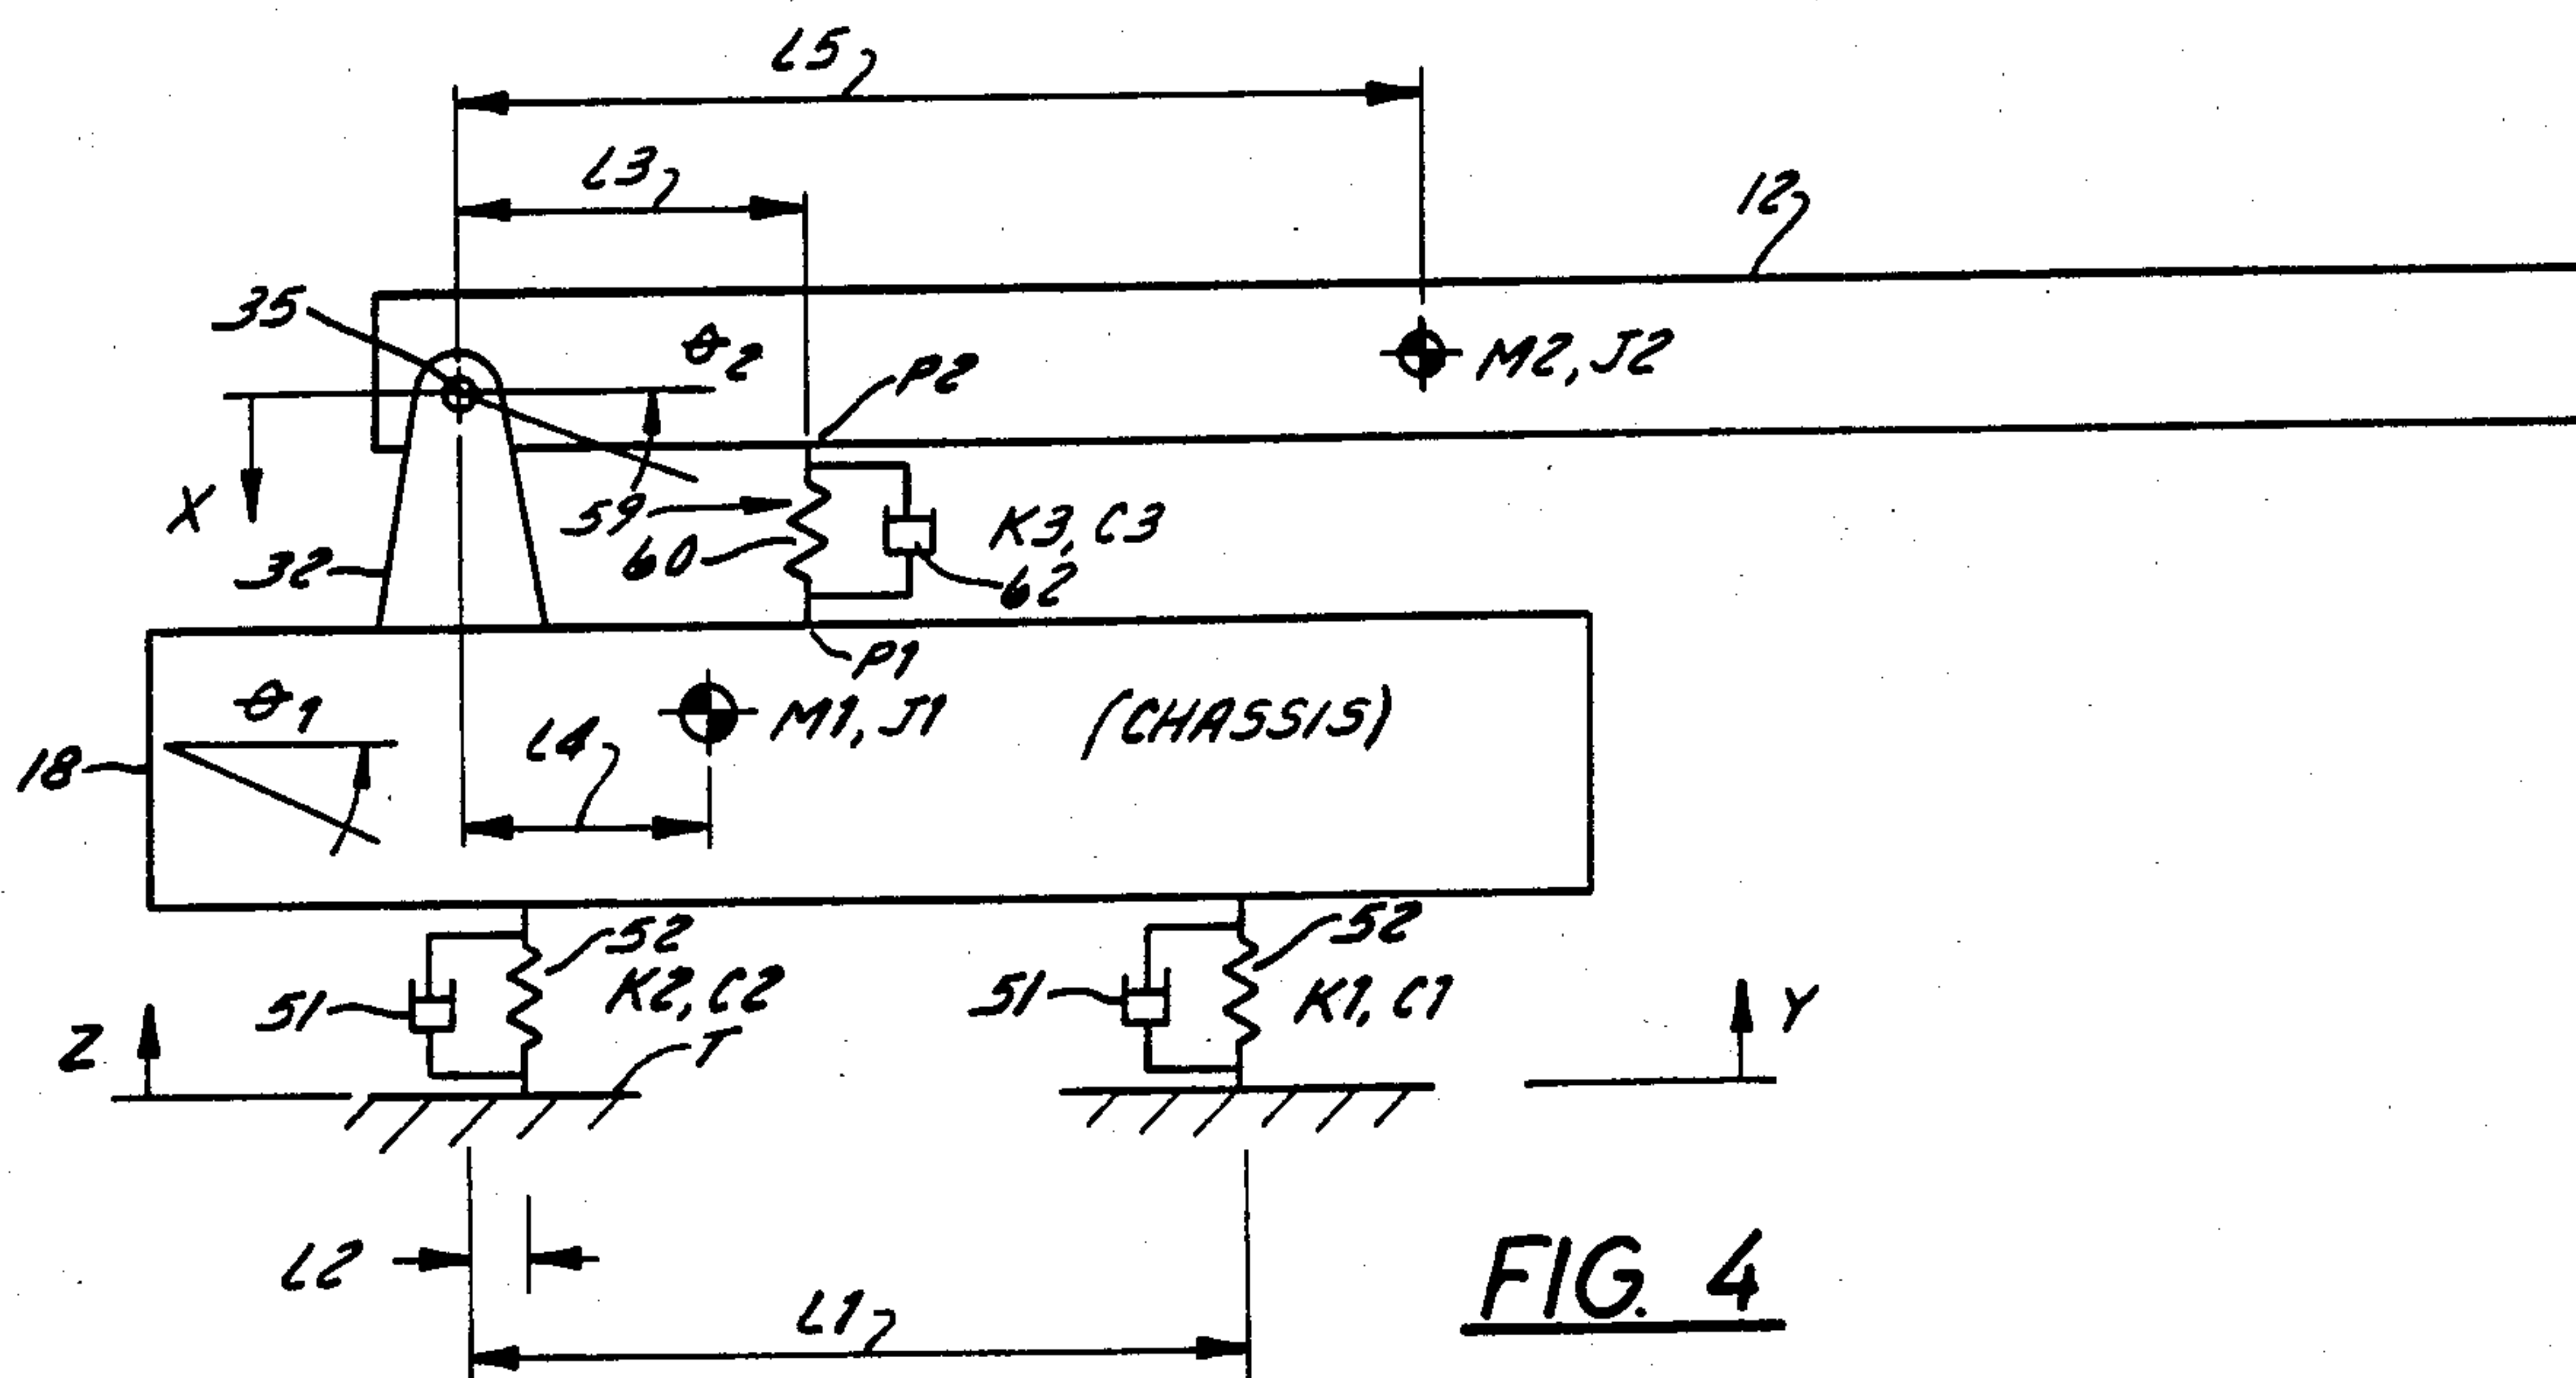 L5
L3
12
35
θ2
P2
M2, J2
X
59
60
K3, C3
62
32
P1
θ1
M1, J1
(CHASSIS)
L4
18
52
52
51
K2, C2
51
K1, C1
Z
T
Y
L2
L1
FIG. 4